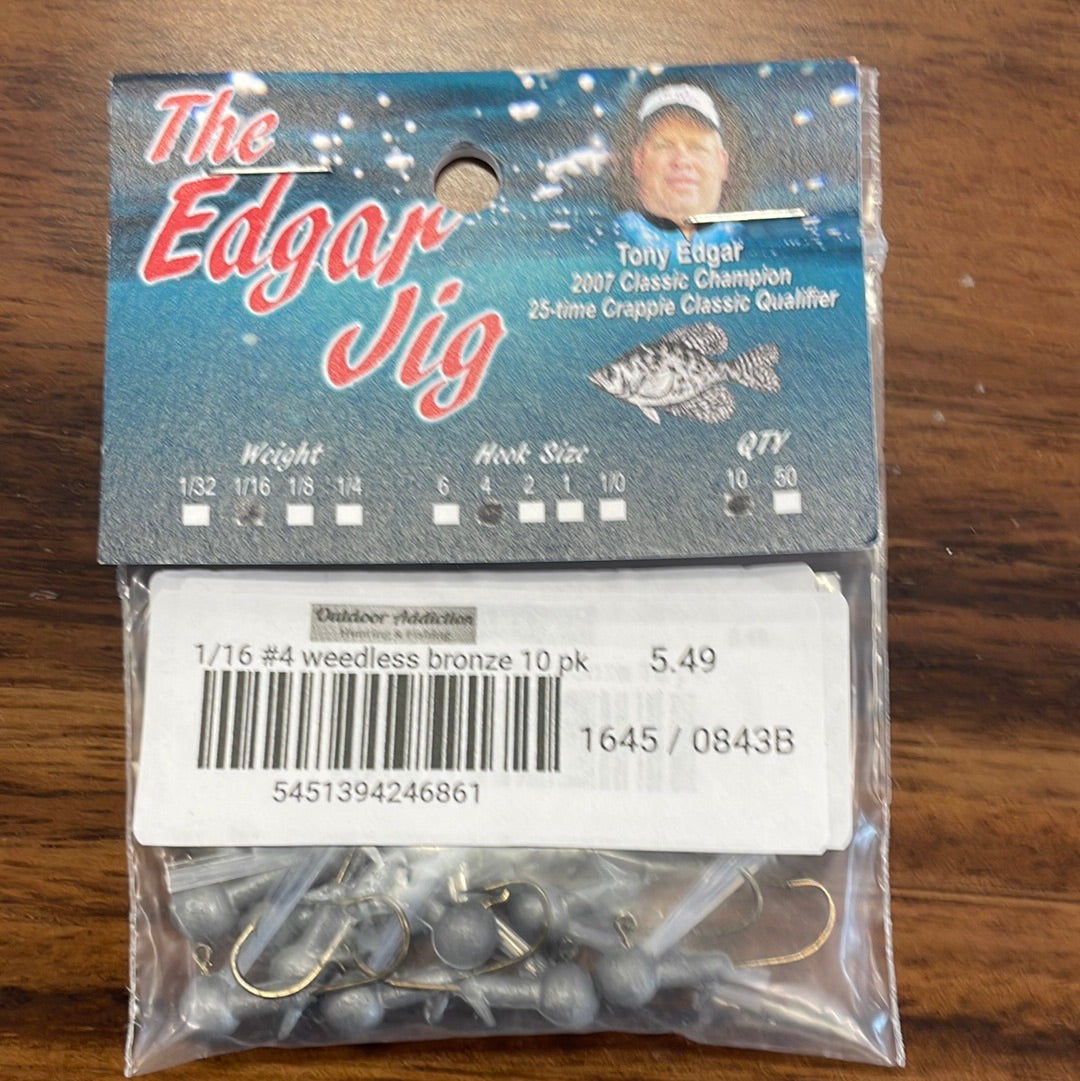 The
Edgar
Jig
Tony Edgar
2007 Classic Champion
25-time Crappie Classic Qualifier
Weight
1/32 1/16 1/8 1/4
Hook Size
6 4 2 1 1/0
QTY
10 50
Outdoor Addiction
Hunting & Fishing
1/16 #4 weedless bronze 10 pk 5.49
1645 / 0843B
5451394246861